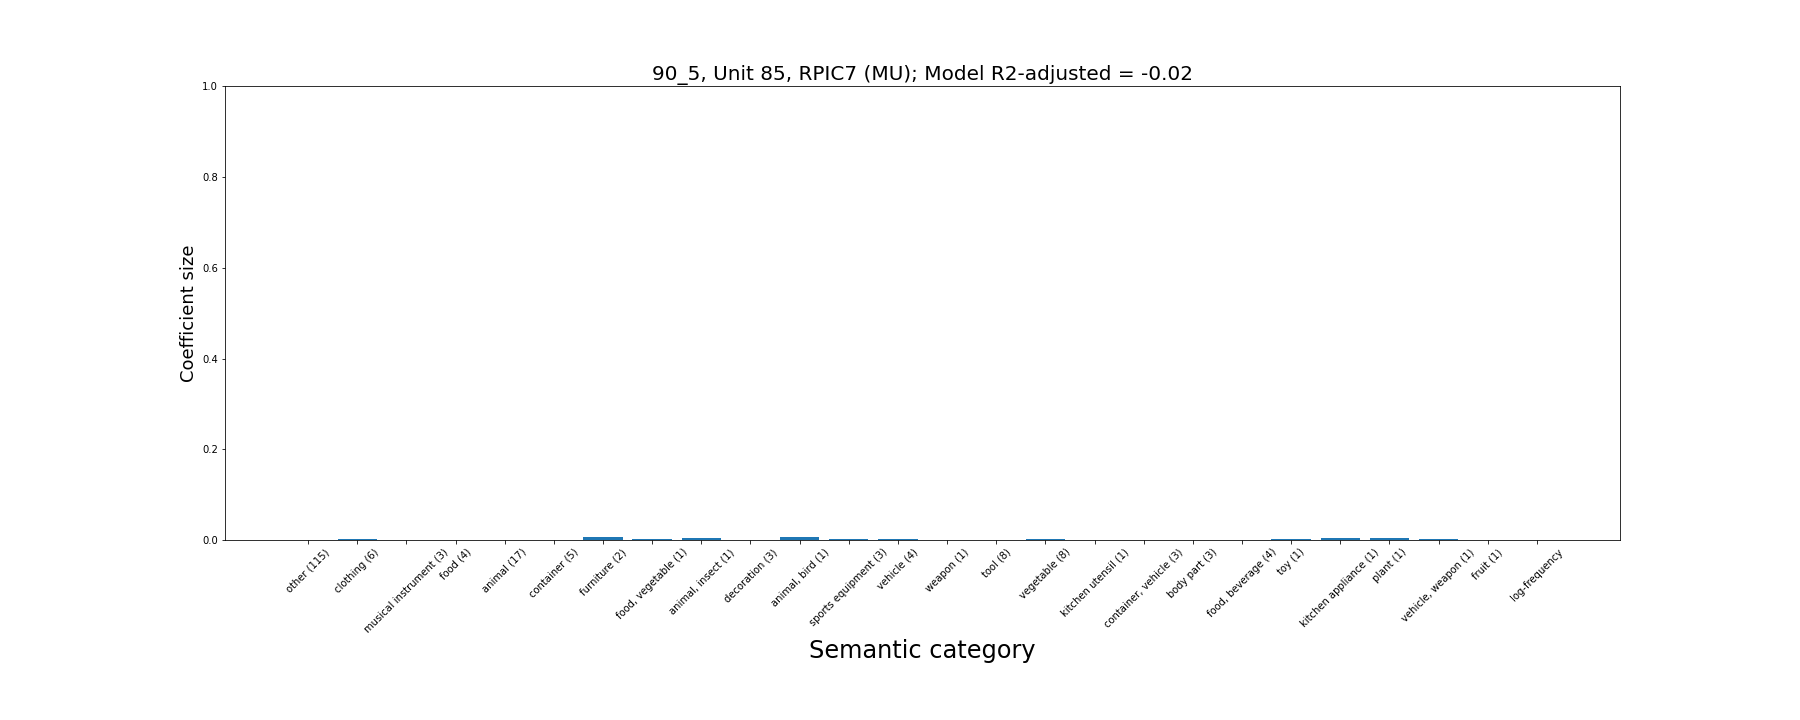 90_5, Unit 85, RPIC7 (MU); Model R2-adjusted = -0.02
Coefficient size
1.0
0.8
0.6
0.4
0.2
0.0
other (115)
clothing (6)
musical instrument (3)
food (4)
animal (17)
container (5)
furniture (2)
food, vegetable (1)
animal, insect (1)
decoration (3)
animal, bird (1)
sports equipment (3)
vehicle (4)
weapon (1)
tool (8)
vegetable (8)
kitchen utensil (1)
container, vehicle (3)
body part (3)
food, beverage (4)
toy (1)
kitchen appliance (1)
plant (1)
vehicle, weapon (1)
fruit (1)
log-frequency
Semantic category